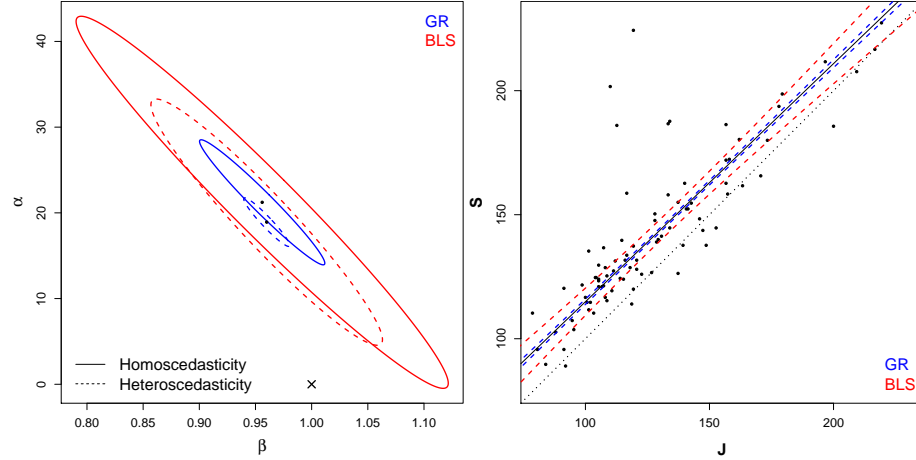 GR
BLS
40
30
20
10
0
α
Homoscedasticity
Heteroscedasticity
0.80 0.85 0.90 0.95 1.00 1.05 1.10
β
200
150
100
S
GR
BLS
100 150 200
J